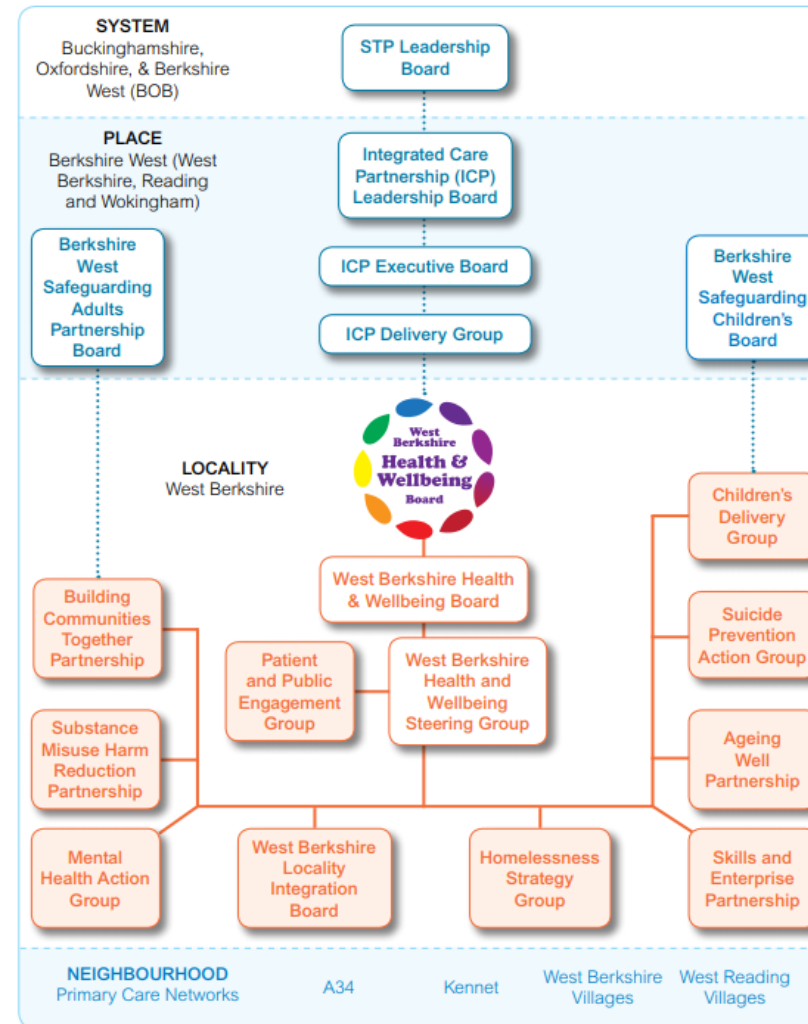 SYSTEM
Buckinghamshire,
Oxfordshire, & Berkshire
West (BOB)
STP Leadership
Board
PLACE
Berkshire West (West
Berkshire, Reading
and Wokingham)
Integrated Care
Partnership (ICP)
Leadership Board
Berkshire
West
Safeguarding
Adults
Partnership
Board
ICP Executive Board
ICP Delivery Group
Berkshire
West
Safeguarding
Children's
Board
LOCALITY
West Berkshire
West
Berkshire
Health &
Wellbeing
Board
Children's
Delivery
Group
West Berkshire Health
& Wellbeing Board
Building
Communities
Together
Partnership
Suicide
Prevention
Action Group
Patient
and Public
Engagement
Group
West Berkshire
Health and
Wellbeing
Steering Group
Substance
Misuse Harm
Reduction
Partnership
Ageing
Well
Partnership
Mental
Health Action
Group
West Berkshire
Locality
Integration
Board
Homelessness
Strategy
Group
Skills and
Enterprise
Partnership
NEIGHBOURHOOD
Primary Care Networks
A34
Kennet
West Berkshire
Villages
West Reading
Villages